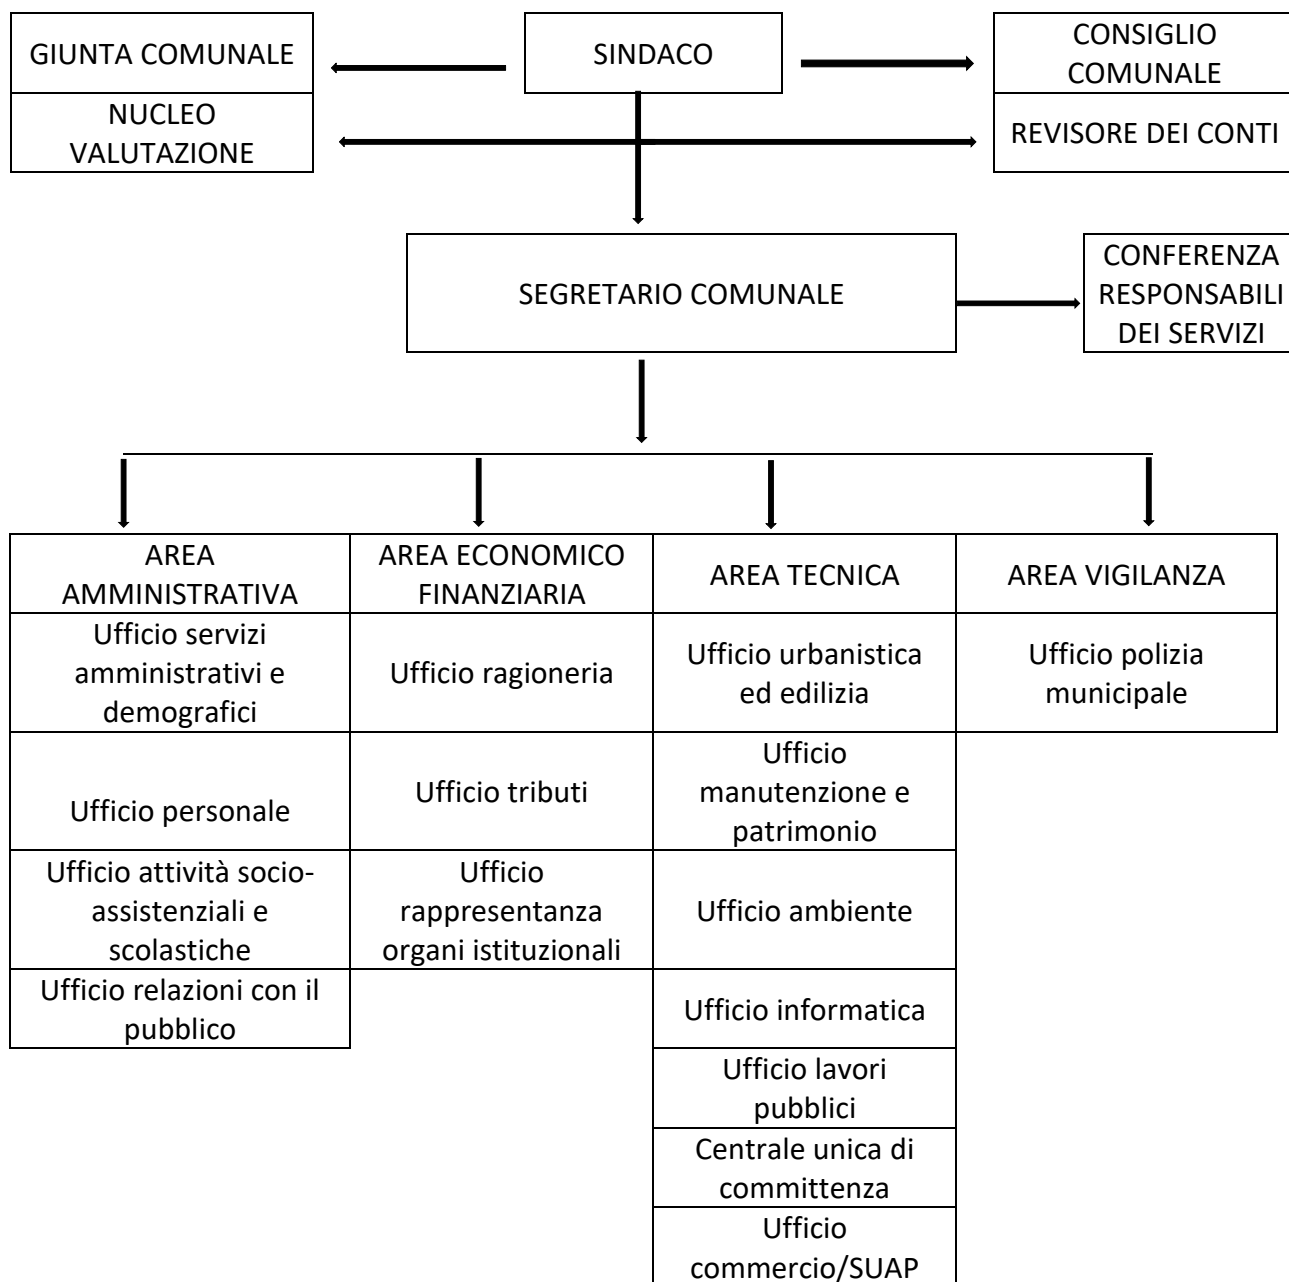 GIUNTA COMUNALE
SINDACO
CONSIGLIO
COMUNALE
NUCLEO
VALUTAZIONE
REVISORE DEI CONTI
SEGRETARIO COMUNALE
CONFERENZA
RESPONSABILI
DEI SERVIZI
AREA
AMMINISTRATIVA
AREA ECONOMICO
FINANZIARIA
AREA TECNICA
AREA VIGILANZA
Ufficio servizi
amministrativi e
demografici
Ufficio ragioneria
Ufficio urbanistica
ed edilizia
Ufficio polizia
municipale
Ufficio personale
Ufficio tributi
Ufficio
manutenzione e
patrimonio
Ufficio attività socio-
assistenziali e
scolastiche
Ufficio
rappresentanza
organi istituzionali
Ufficio ambiente
Ufficio relazioni con il
pubblico
Ufficio informatica
Ufficio lavori
pubblici
Centrale unica di
committenza
Ufficio
commercio/SUAP